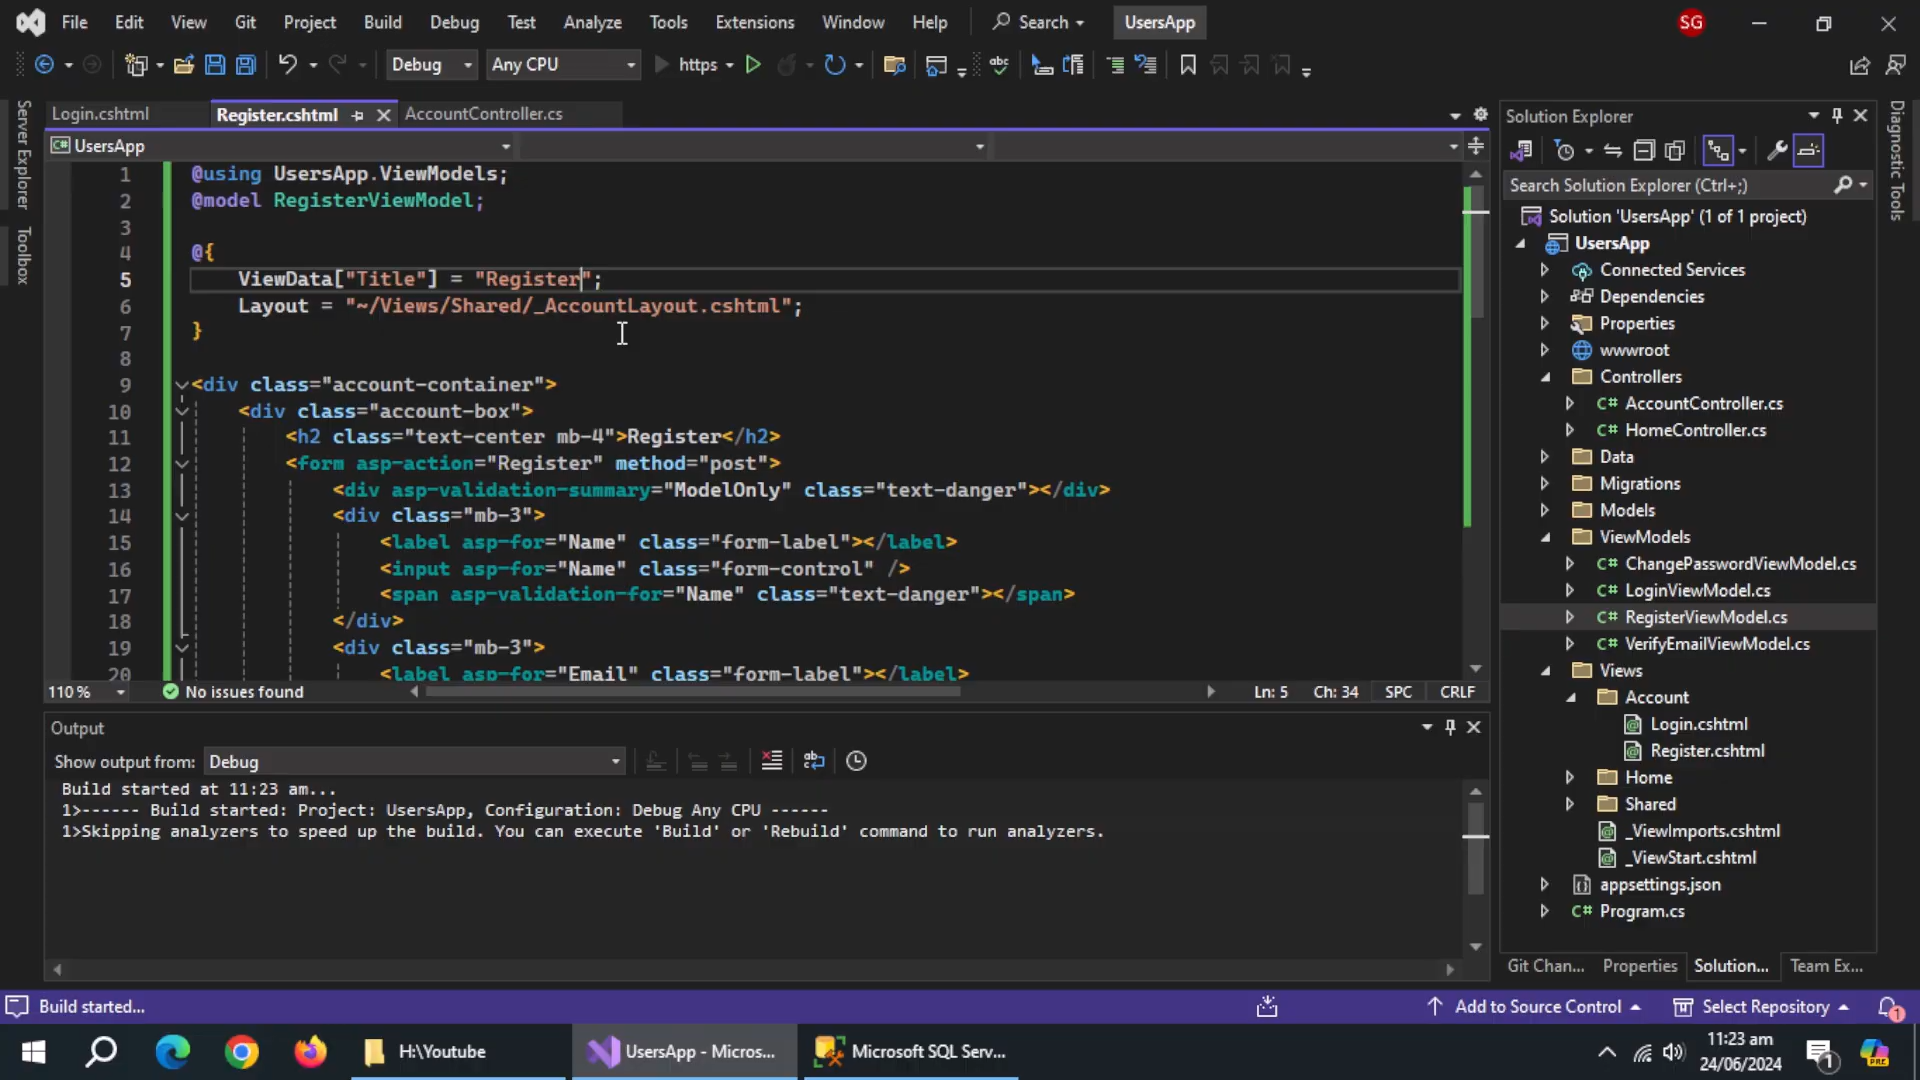 File Edit View Git Project Build Debug Test Analyze Tools Extensions Window Help Search UsersApp SG
Debug Any CPU https
Server Explorer
Toolbox
Login.cshtml Register.cshtml AccountController.cs
UsersApp
1 @using UsersApp.ViewModels;
2 @model RegisterViewModel;
3
4 @{
5 ViewData["Title"] = "Register";
6 Layout = "~/Views/Shared/_AccountLayout.cshtml";
7 }
8
9 <div class="account-container">
10 <div class="account-box">
11 <h2 class="text-center mb-4">Register</h2>
12 <form asp-action="Register" method="post">
13 <div asp-validation-summary="ModelOnly" class="text-danger"></div>
14 <div class="mb-3">
15 <label asp-for="Name" class="form-label"></label>
16 <input asp-for="Name" class="form-control" />
17 <span asp-validation-for="Name" class="text-danger"></span>
18 </div>
19 <div class="mb-3">
20 <label asp-for="Email" class="form-label"></label>
110 % No issues found Ln: 5 Ch: 34 SPC CRLF
Output
Show output from: Debug
Build started at 11:23 am...
1>------ Build started: Project: UsersApp, Configuration: Debug Any CPU ------
1>Skipping analyzers to speed up the build. You can execute 'Build' or 'Rebuild' command to run analyzers.
Solution Explorer
Search Solution Explorer (Ctrl+;)
Solution 'UsersApp' (1 of 1 project)
UsersApp
Connected Services
Dependencies
Properties
wwwroot
Controllers
C# AccountController.cs
C# HomeController.cs
Data
Migrations
Models
ViewModels
C# ChangePasswordViewModel.cs
C# LoginViewModel.cs
C# RegisterViewModel.cs
C# VerifyEmailViewModel.cs
Views
Account
Login.cshtml
Register.cshtml
Home
Shared
_ViewImports.cshtml
_ViewStart.cshtml
appsettings.json
C# Program.cs
Git Chan... Properties Solution... Team Ex...
Diagnostic Tools
Build started... Add to Source Control Select Repository 1
H:\Youtube UsersApp - Micros... Microsoft SQL Serv... 11:23 am
24/06/2024 1 PRE